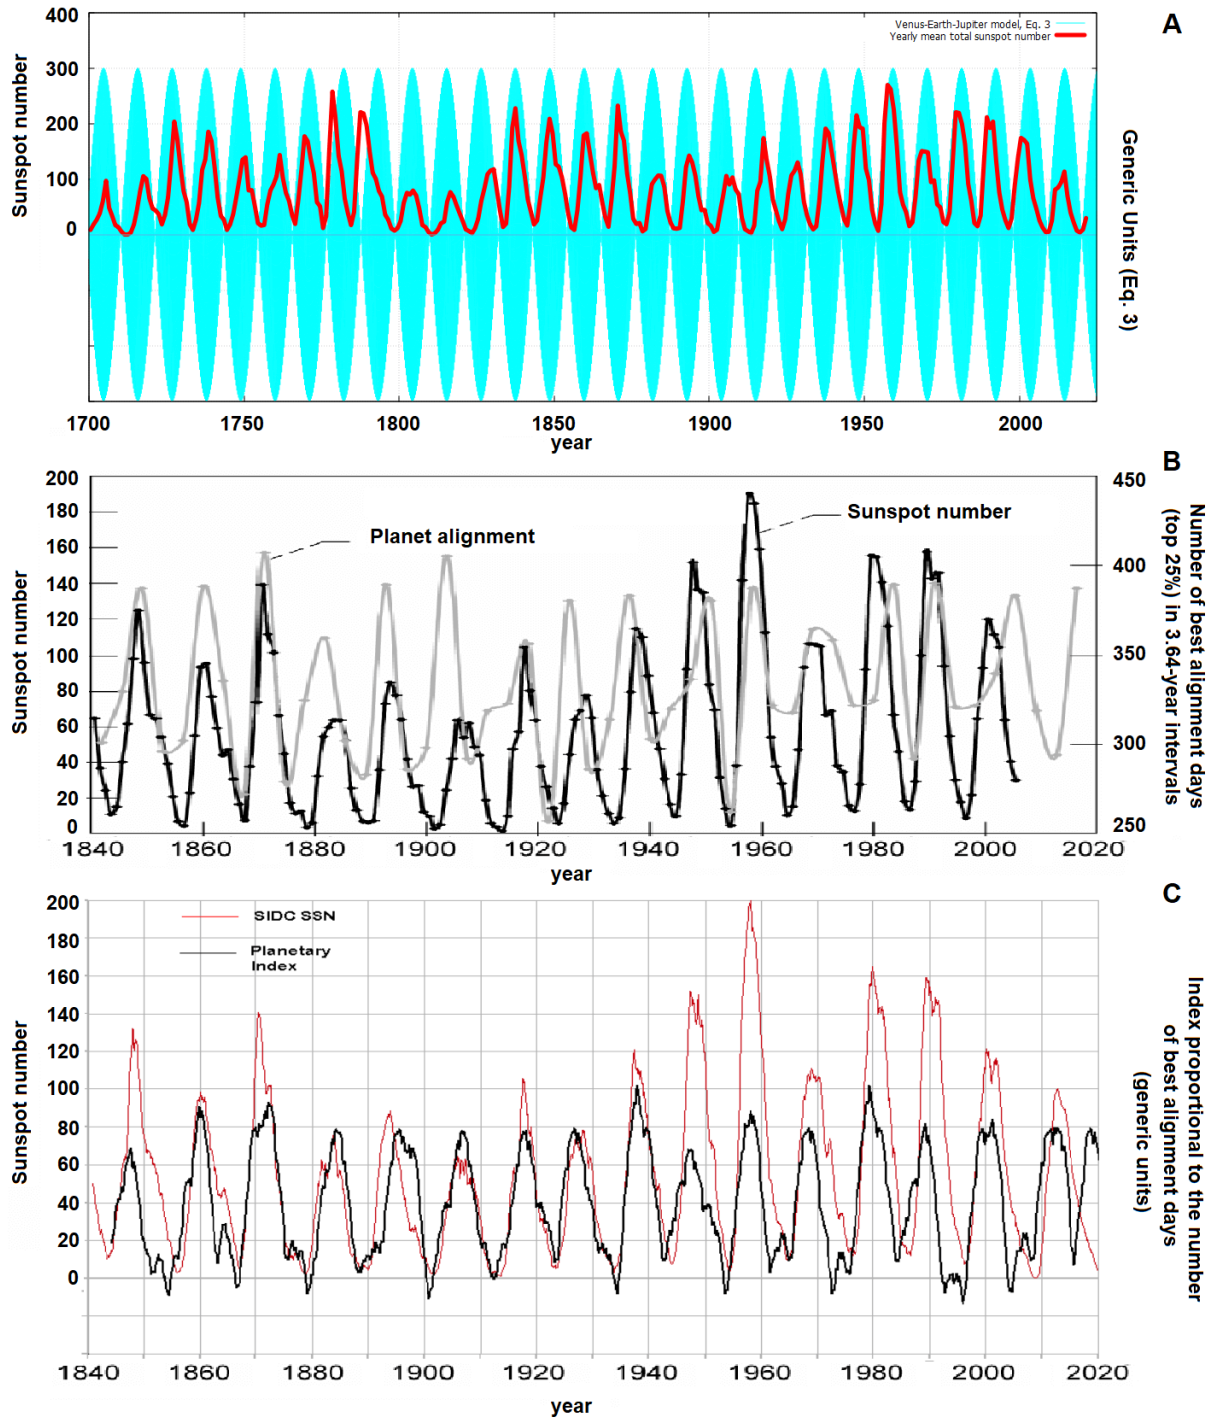 A
Venus-Earth-Jupiter model, Eq. 3
Yearly mean total sunspot number
400
300
200
100
0
Sunspot number
Generic Units (Eq. 3)
1700 1750 1800 1850 1900 1950 2000
year
B
200
180
160
140
120
100
80
60
40
20
0
Sunspot number
Planet alignment
Sunspot number
450
400
350
300
250
Number of best alignment days
(top 25%) in 3.64-year intervals
1840 1860 1880 1900 1920 1940 1960 1980 2000 2020
year
C
SIDC SSN
Planetary
Index
200
180
160
140
120
100
80
60
40
20
0
Sunspot number
Index proportional to the number
of best alignment days
(generic units)
1840 1860 1880 1900 1920 1940 1960 1980 2000 2020
year